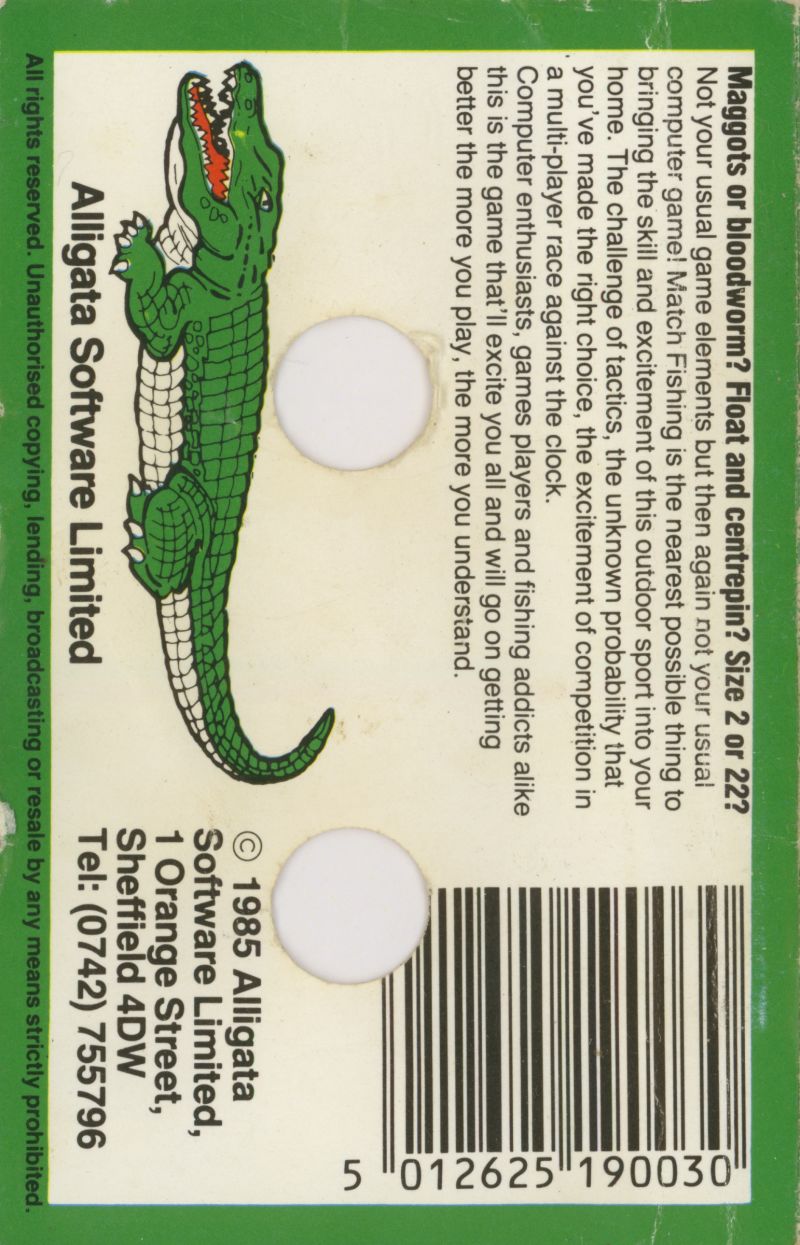 Maggots or bloodworm? Float and centrepin? Size 2 or 22?
Not your usual game elements but then again not your usual
computer game! Match Fishing is the nearest possible thing to
bringing the skill and excitement of this outdoor sport into your
home. The challenge of tactics, the unknown probability that
you've made the right choice, the excitement of competition in
a multi-player race against the clock.
Computer enthusiasts, games players and fishing addicts alike
this is the game that'll excite you all and will go on getting
better the more you play, the more you understand.
5 012625 190030
Alligata Software Limited
© 1985 Alligata
Software Limited,
1 Orange Street,
Sheffield 4DW
Tel: (0742) 755796
All rights reserved. Unauthorised copying, lending, broadcasting or resale by any means strictly prohibited.